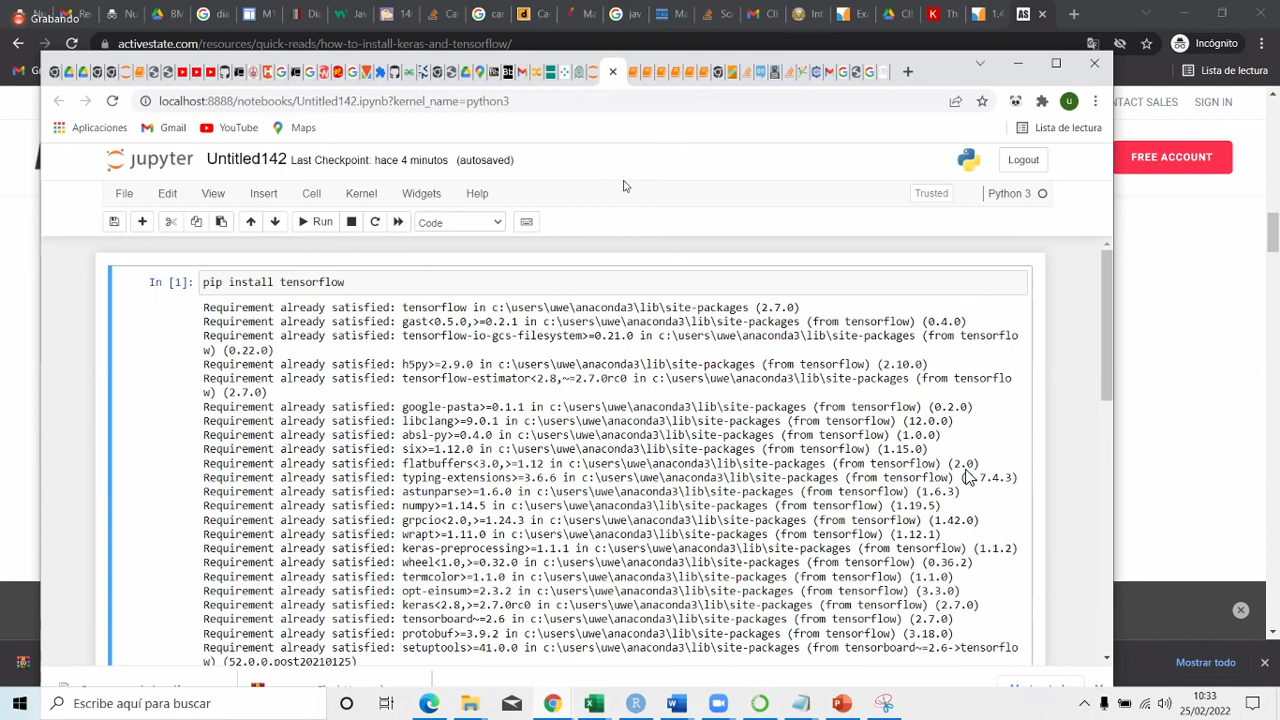 activestate.com/resources/quick-reads/how-to-install-keras-and-tensorflow/
Incógnito
Lista de lectura
localhost:8888/notebooks/Untitled142.ipynb?kernel_name=python3
Aplicaciones Gmail YouTube Maps Lista de lectura
SIGN IN
FREE ACCOUNT
jupyter Untitled142 Last Checkpoint: hace 4 minutos (autosaved)
Logout
File Edit View Insert Cell Kernel Widgets Help
Trusted Python 3
Run Code
In [1]: pip install tensorflow
Requirement already satisfied: tensorflow in c:\users\uwe\anaconda3\lib\site-packages (2.7.0)
Requirement already satisfied: gast<0.5.0,>=0.2.1 in c:\users\uwe\anaconda3\lib\site-packages (from tensorflow) (0.4.0)
Requirement already satisfied: tensorflow-io-gcs-filesystem>=0.21.0 in c:\users\uwe\anaconda3\lib\site-packages (from tensorflo
w) (0.22.0)
Requirement already satisfied: h5py>=2.9.0 in c:\users\uwe\anaconda3\lib\site-packages (from tensorflow) (2.10.0)
Requirement already satisfied: tensorflow-estimator<2.8,~=2.7.0rc0 in c:\users\uwe\anaconda3\lib\site-packages (from tensorflo
w) (2.7.0)
Requirement already satisfied: google-pasta>=0.1.1 in c:\users\uwe\anaconda3\lib\site-packages (from tensorflow) (0.2.0)
Requirement already satisfied: libclang>=9.0.1 in c:\users\uwe\anaconda3\lib\site-packages (from tensorflow) (12.0.0)
Requirement already satisfied: absl-py>=0.4.0 in c:\users\uwe\anaconda3\lib\site-packages (from tensorflow) (1.0.0)
Requirement already satisfied: six>=1.12.0 in c:\users\uwe\anaconda3\lib\site-packages (from tensorflow) (1.15.0)
Requirement already satisfied: flatbuffers<3.0,>=1.12 in c:\users\uwe\anaconda3\lib\site-packages (from tensorflow) (2.0)
Requirement already satisfied: typing-extensions>=3.6.6 in c:\users\uwe\anaconda3\lib\site-packages (from tensorflow)
Requirement already satisfied: astunparse>=1.6.0 in c:\users\uwe\anaconda3\lib\site-packages (from tensorflow) (1.6.3)
Requirement already satisfied: numpy>=1.14.5 in c:\users\uwe\anaconda3\lib\site-packages (from tensorflow) (1.19.5)
Requirement already satisfied: grpcio<2.0,>=1.24.3 in c:\users\uwe\anaconda3\lib\site-packages (from tensorflow) (1.42.0)
Requirement already satisfied: wrapt>=1.11.0 in c:\users\uwe\anaconda3\lib\site-packages (from tensorflow) (1.12.1)
Requirement already satisfied: keras-preprocessing>=1.1.1 in c:\users\uwe\anaconda3\lib\site-packages (from tensorflow) (1.1.2)
Requirement already satisfied: wheel<1.0,>=0.32.0 in c:\users\uwe\anaconda3\lib\site-packages (from tensorflow) (0.36.2)
Requirement already satisfied: termcolor>=1.1.0 in c:\users\uwe\anaconda3\lib\site-packages (from tensorflow) (1.1.0)
Requirement already satisfied: opt-einsum>=2.3.2 in c:\users\uwe\anaconda3\lib\site-packages (from tensorflow) (3.3.0)
Requirement already satisfied: keras<2.8,>=2.7.0rc0 in c:\users\uwe\anaconda3\lib\site-packages (from tensorflow) (2.7.0)
Requirement already satisfied: tensorboard~=2.6 in c:\users\uwe\anaconda3\lib\site-packages (from tensorflow) (2.7.0)
Requirement already satisfied: protobuf>=3.9.2 in c:\users\uwe\anaconda3\lib\site-packages (from tensorflow) (3.18.0)
Requirement already satisfied: setuptools>=41.0.0 in c:\users\uwe\anaconda3\lib\site-packages (from tensorboard~=2.6->tensorflo
w) (52.0.0.post20210125)
Mostrar todo
Escribe aquí para buscar
10:33
25/02/2022